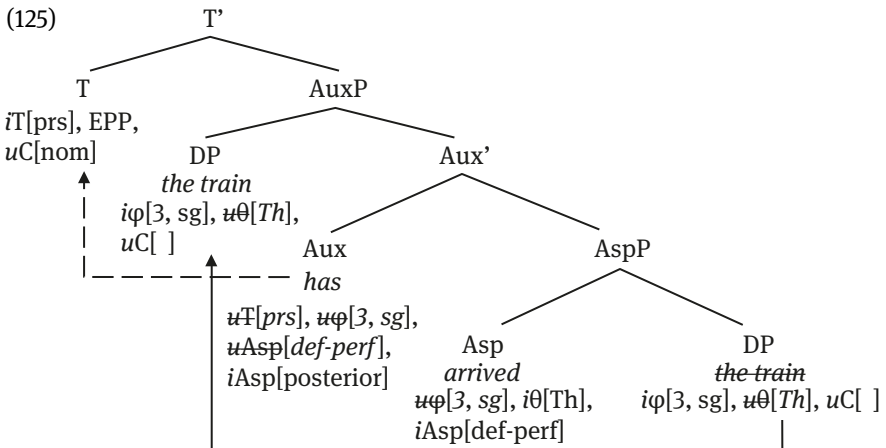 (125)
T’
T
AuxP
iT[prs], EPP,
uC[nom]
DP
Aux’
the train
iφ[3, sg], uθ[Th],
uC[ ]
Aux
AspP
has
uT[prs], uφ[3, sg],
uAsp[def-perf],
iAsp[posterior]
Asp
DP
arrived
the train
uφ[3, sg], iθ[Th],
iφ[3, sg], uθ[Th], uC[ ]
iAsp[def-perf]